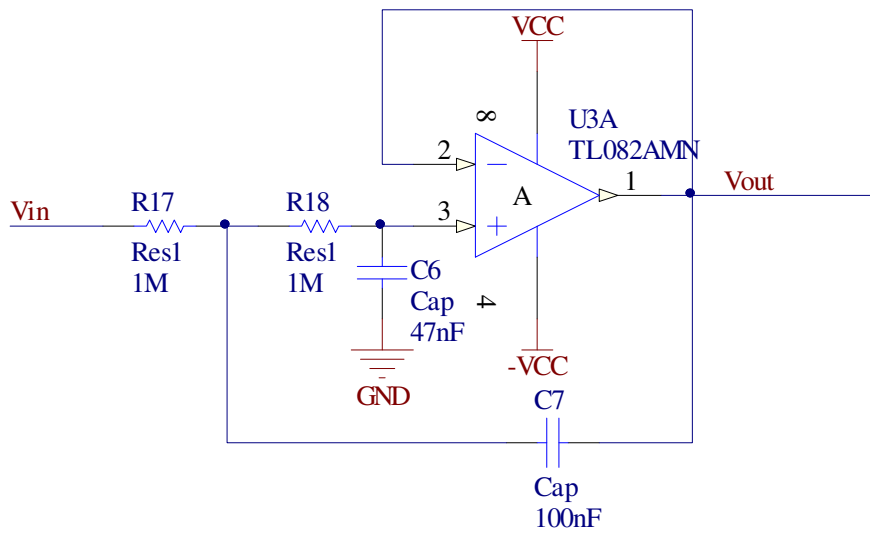 VCC
8
U3A
TL082AMN
2
1
Vout
A
Vin
R17
R18
3
Res1
1M
Res1
1M
C6
Cap
47nF
4
GND
-VCC
C7
Cap
100nF